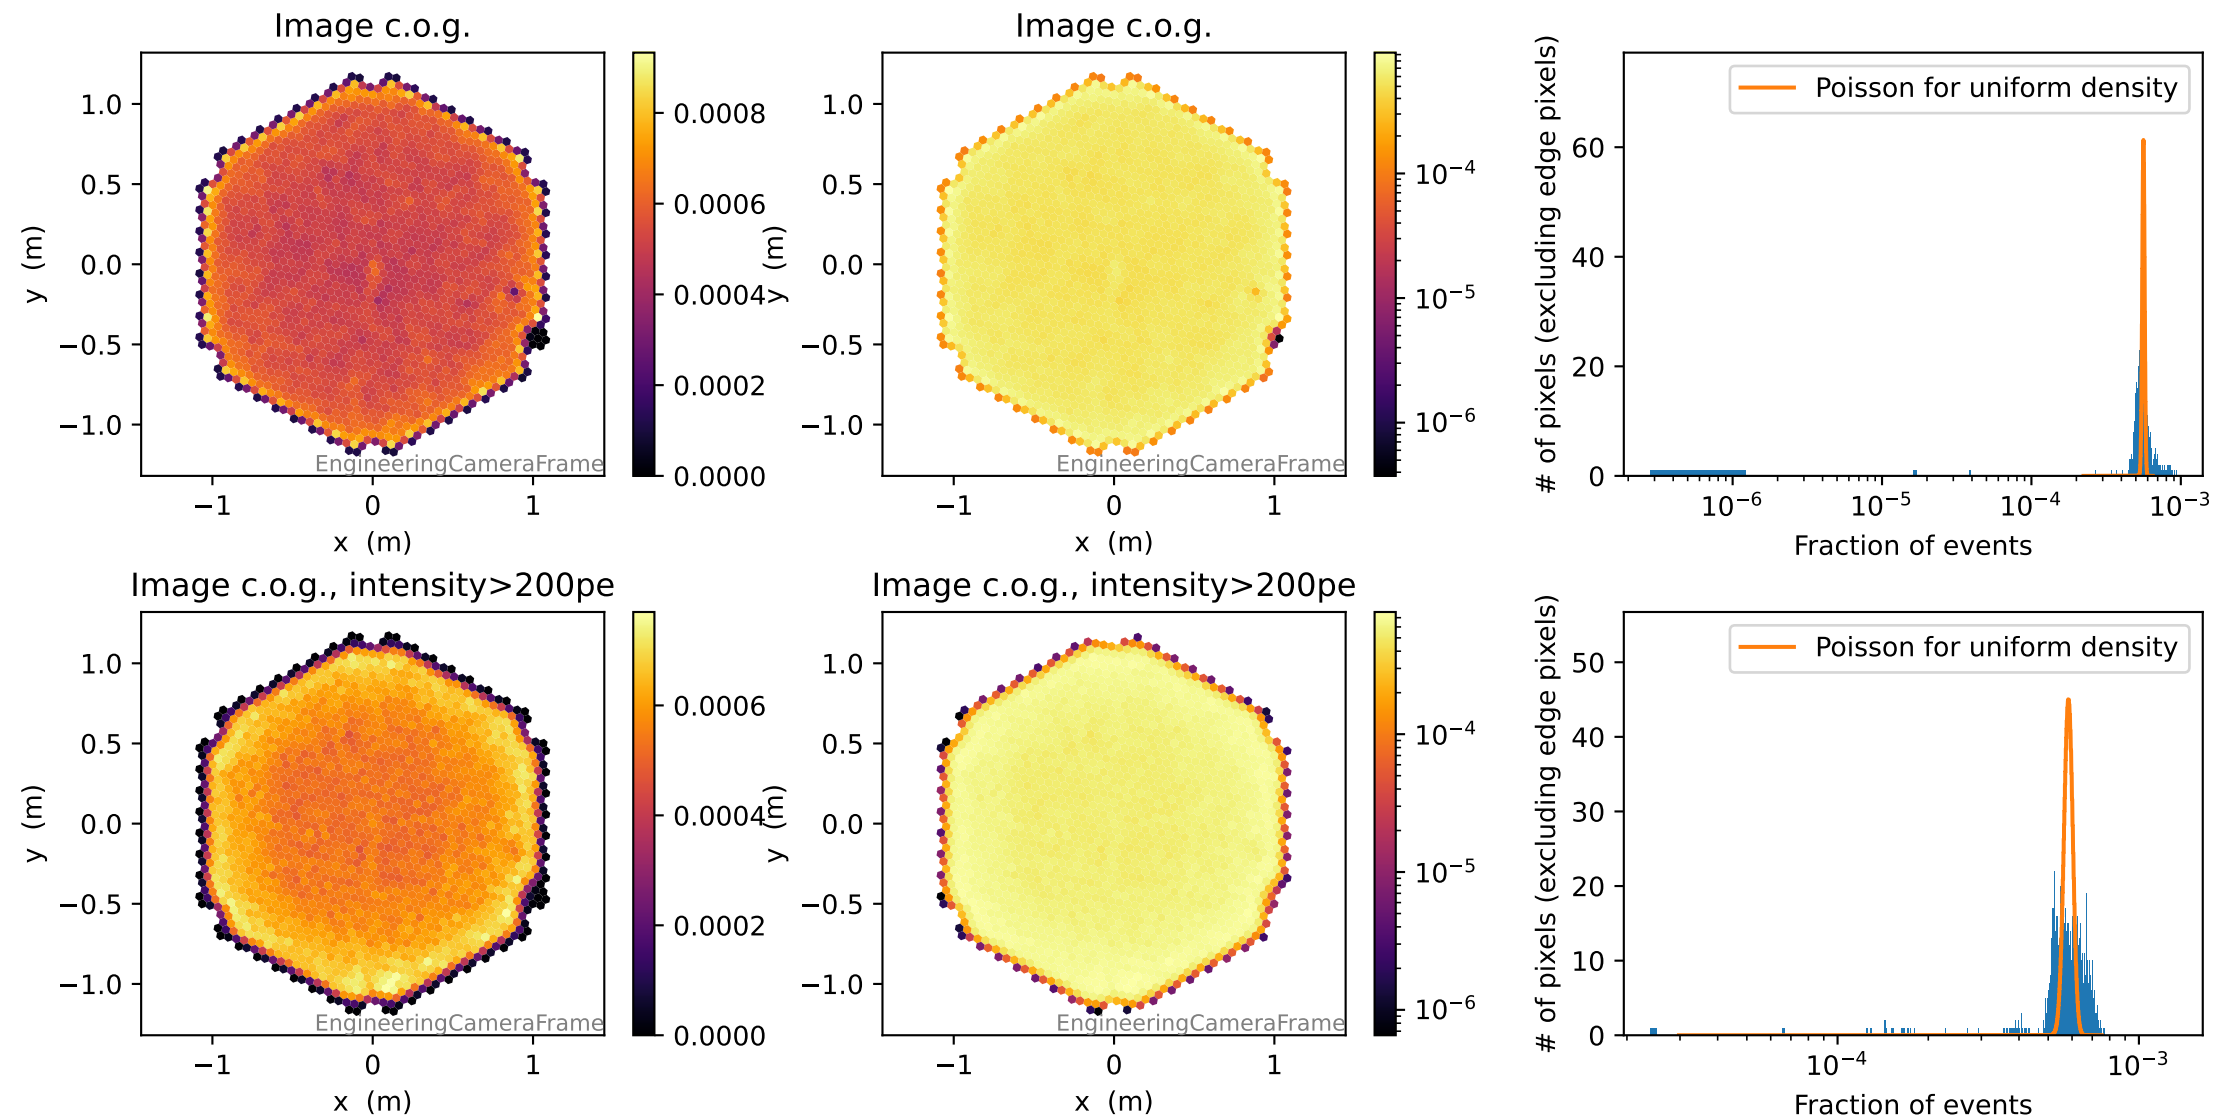 Image c.o.g.
y (m)
1.0
0.5
0.0
−0.5
−1.0
−1
0
1
x (m)
EngineeringCameraFrame
0.0008
0.0006
0.0004
0.0002
0.0000
Image c.o.g.
y (m)
1.0
0.5
0.0
−0.5
−1.0
−1
0
1
x (m)
EngineeringCameraFrame
10⁻⁴
10⁻⁵
10⁻⁶
# of pixels (excluding edge pixels)
60
40
20
0
Poisson for uniform density
10⁻⁶
10⁻⁵
10⁻⁴
10⁻³
Fraction of events
Image c.o.g., intensity>200pe
y (m)
1.0
0.5
0.0
−0.5
−1.0
−1
0
1
x (m)
EngineeringCameraFrame
0.0006
0.0004
0.0002
0.0000
Image c.o.g., intensity>200pe
y (m)
1.0
0.5
0.0
−0.5
−1.0
−1
0
1
x (m)
EngineeringCameraFrame
10⁻⁴
10⁻⁵
10⁻⁶
# of pixels (excluding edge pixels)
50
40
30
20
10
0
Poisson for uniform density
10⁻⁴
10⁻³
Fraction of events